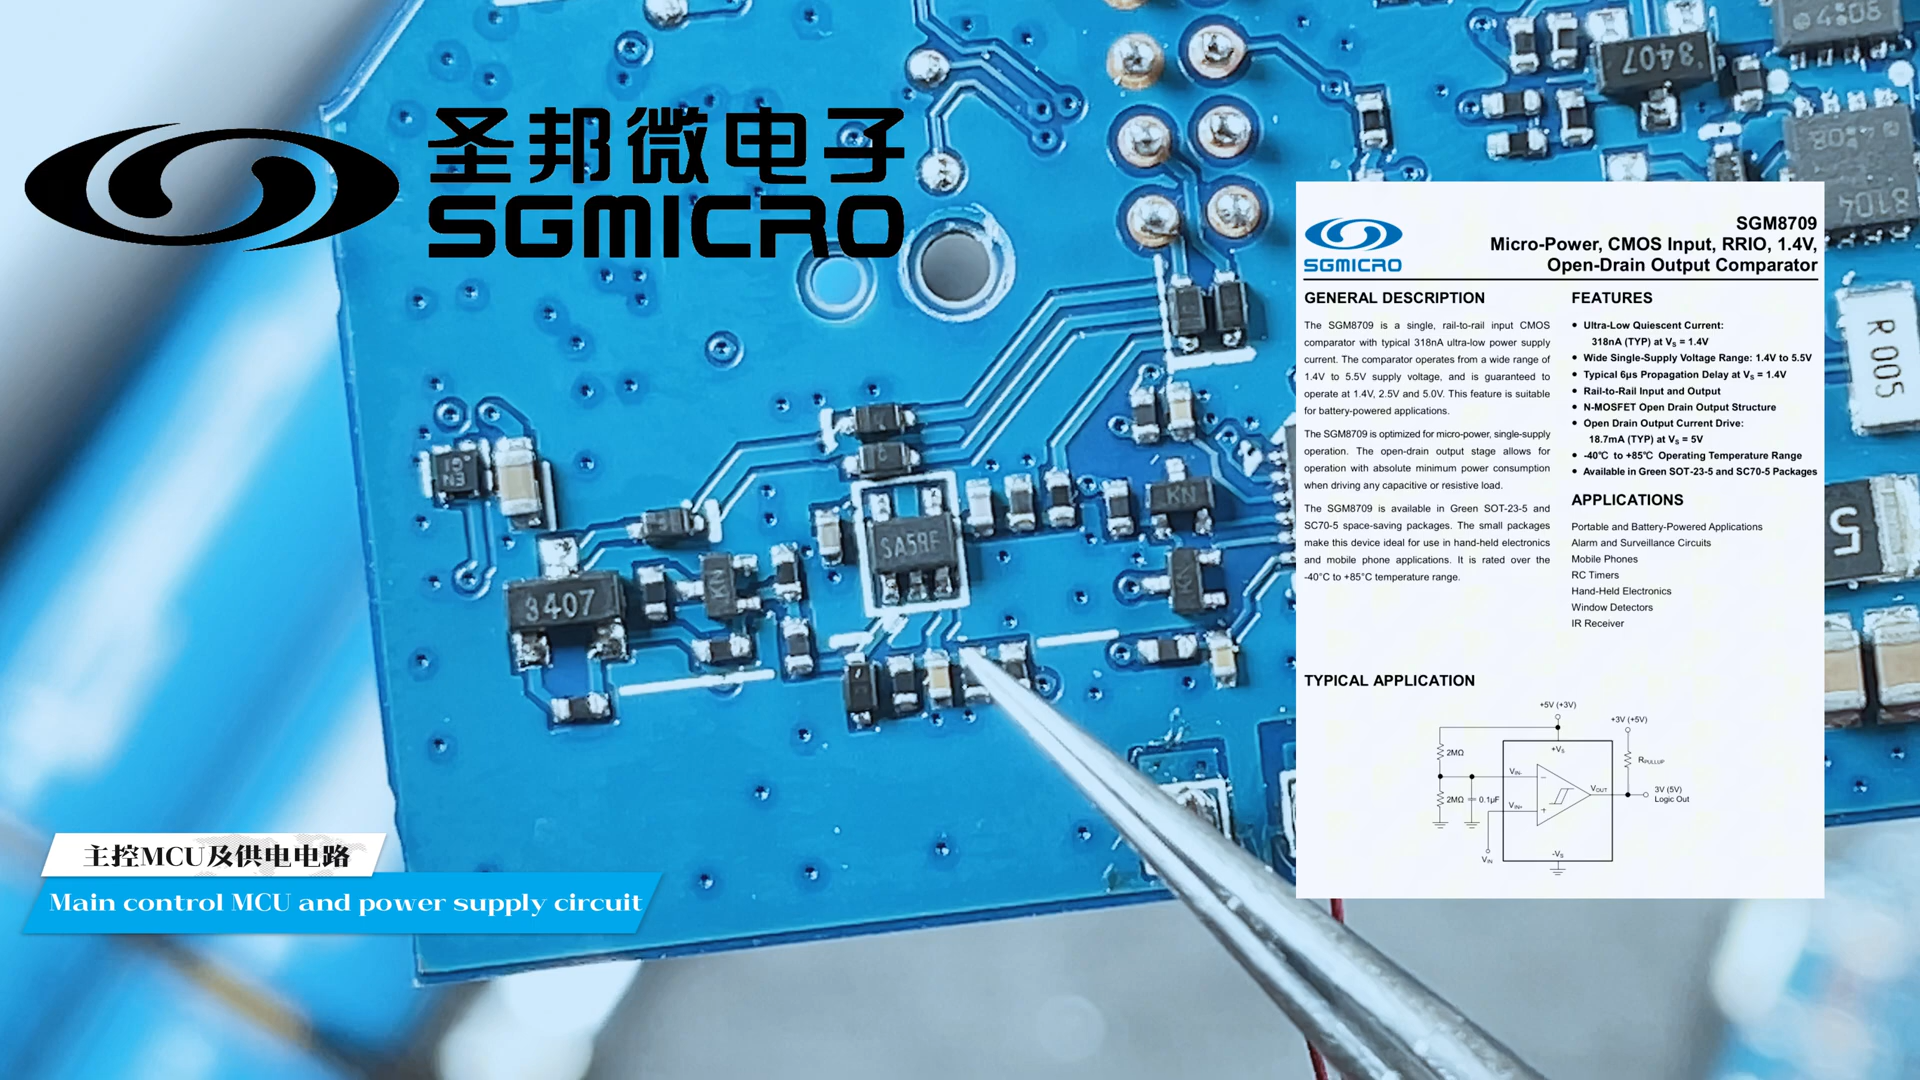 圣邦微电子
SGMICRO
主控MCU及供电电路
Main control MCU and power supply circuit
3407
KN
SA58F
KN
KN
3407
8104
R005
5
SGMICRO
SGM8709
Micro-Power, CMOS Input, RRIO, 1.4V,
Open-Drain Output Comparator
GENERAL DESCRIPTION
The SGM8709 is a single, rail-to-rail input CMOS
comparator with typical 318nA ultra-low power supply
current. The comparator operates from a wide range of
1.4V to 5.5V supply voltage, and is guaranteed to
operate at 1.4V, 2.5V and 5.0V. This feature is suitable
for battery-powered applications.
The SGM8709 is optimized for micro-power, single-supply
operation. The open-drain output stage allows for
operation with absolute minimum power consumption
when driving any capacitive or resistive load.
The SGM8709 is available in Green SOT-23-5 and
SC70-5 space-saving packages. The small packages
make this device ideal for use in hand-held electronics
and mobile phone applications. It is rated over the
-40°C to +85°C temperature range.
FEATURES
● Ultra-Low Quiescent Current:
318nA (TYP) at VS = 1.4V
● Wide Single-Supply Voltage Range: 1.4V to 5.5V
● Typical 6μs Propagation Delay at VS = 1.4V
● Rail-to-Rail Input and Output
● N-MOSFET Open Drain Output Structure
● Open Drain Output Current Drive:
18.7mA (TYP) at VS = 5V
● -40℃ to +85℃ Operating Temperature Range
● Available in Green SOT-23-5 and SC70-5 Packages
APPLICATIONS
Portable and Battery-Powered Applications
Alarm and Surveillance Circuits
Mobile Phones
RC Timers
Hand-Held Electronics
Window Detectors
IR Receiver
TYPICAL APPLICATION
+5V (+3V)
+3V (+5V)
+VS
2MΩ
RPULLUP
VIN-
VOUT
3V (5V)
Logic Out
2MΩ
0.1μF
VIN+
-VS
VIN